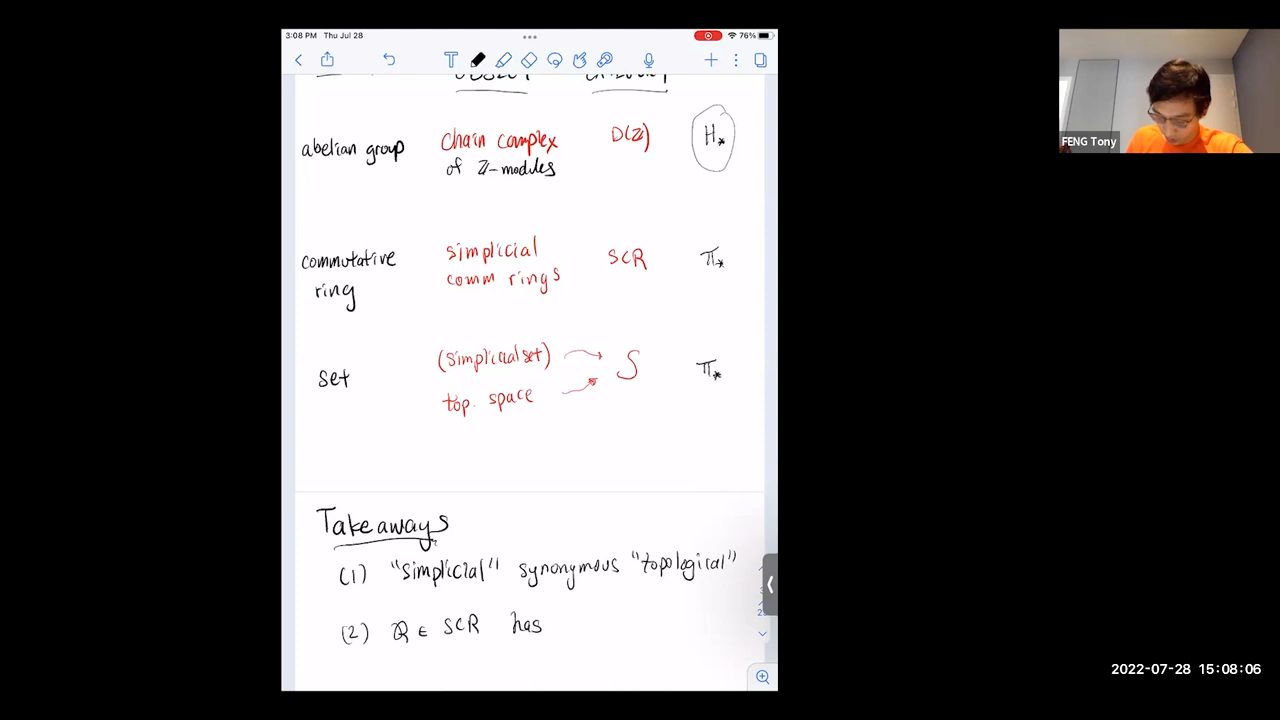 3:08 PM Thu Jul 28
76%
abelian group chain complex D(ℤ) H*
of ℤ-modules
commutative simplicial SCR π*
ring comm rings
set (simplicial set) → S π*
top. space →
Takeaways
(1) "simplicial" synonymous "topological"
(2) R ∈ SCR has
FENG Tony
2022-07-28 15:08:06